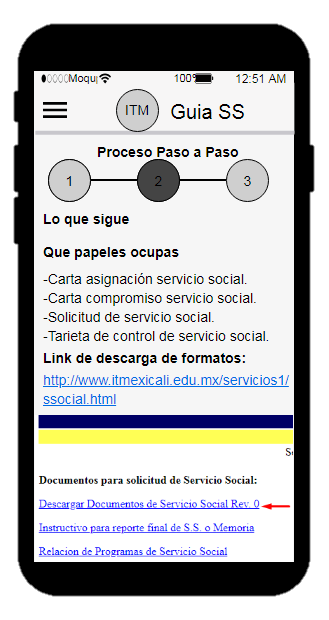 Moqui 100% 12:51 AM
ITM Guia SS
Proceso Paso a Paso
1 2 3
Lo que sigue
Que papeles ocupas
-Carta asignación servicio social.
-Carta compromiso servicio social.
-Solicitud de servicio social.
-Tarieta de control de servicio social.
Link de descarga de formatos:
http://www.itmexicali.edu.mx/servicios1/
ssocial.html
Documentos para solicitud de Servicio Social:
Descargar Documentos de Servicio Social Rev. 0
Instructivo para reporte final de S.S. o Memoria
Relacion de Programas de Servicio Social